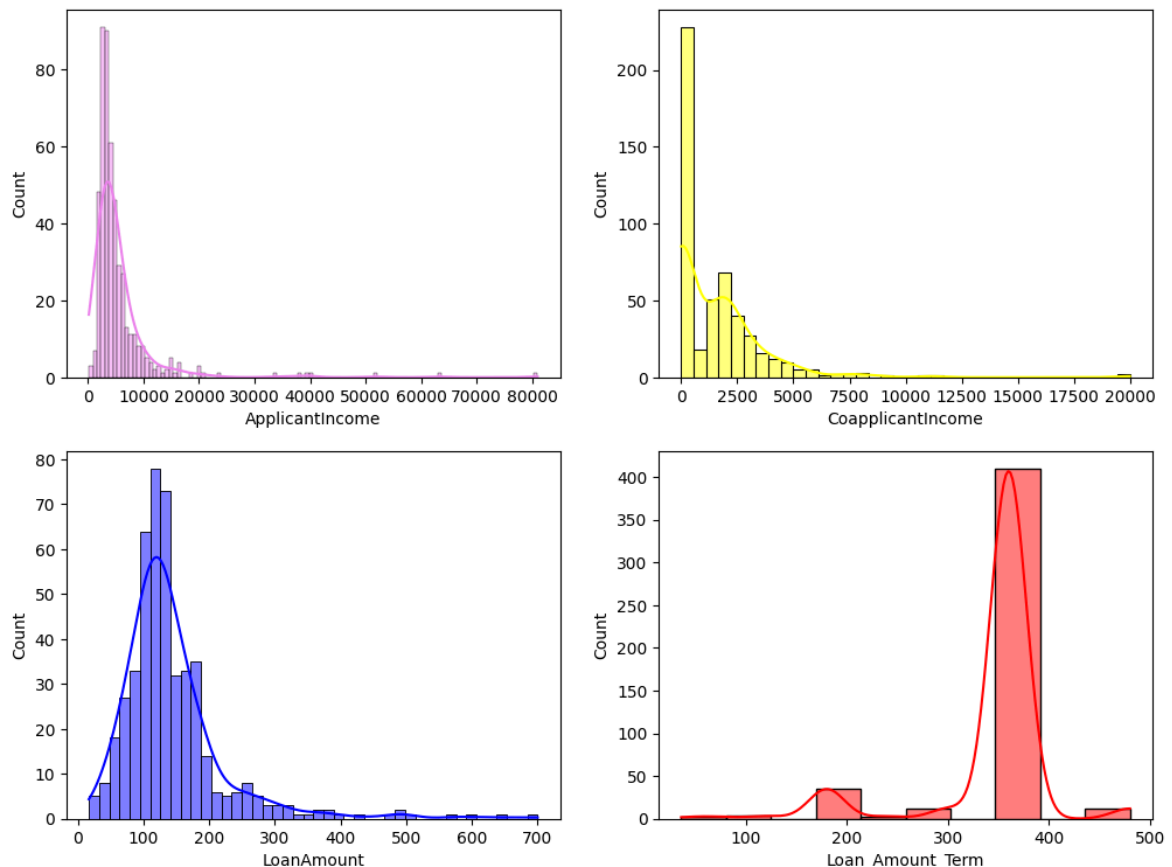 80
60
40
20
0
Count
0 10000 20000 30000 40000 50000 60000 70000 80000
ApplicantIncome
200
150
100
50
0
Count
0 2500 5000 7500 10000 12500 15000 17500 20000
CoapplicantIncome
80
70
60
50
40
30
20
10
0
Count
0 100 200 300 400 500 600 700
LoanAmount
400
350
300
250
200
150
100
50
0
Count
100 200 300 400 500
Loan_Amount_Term